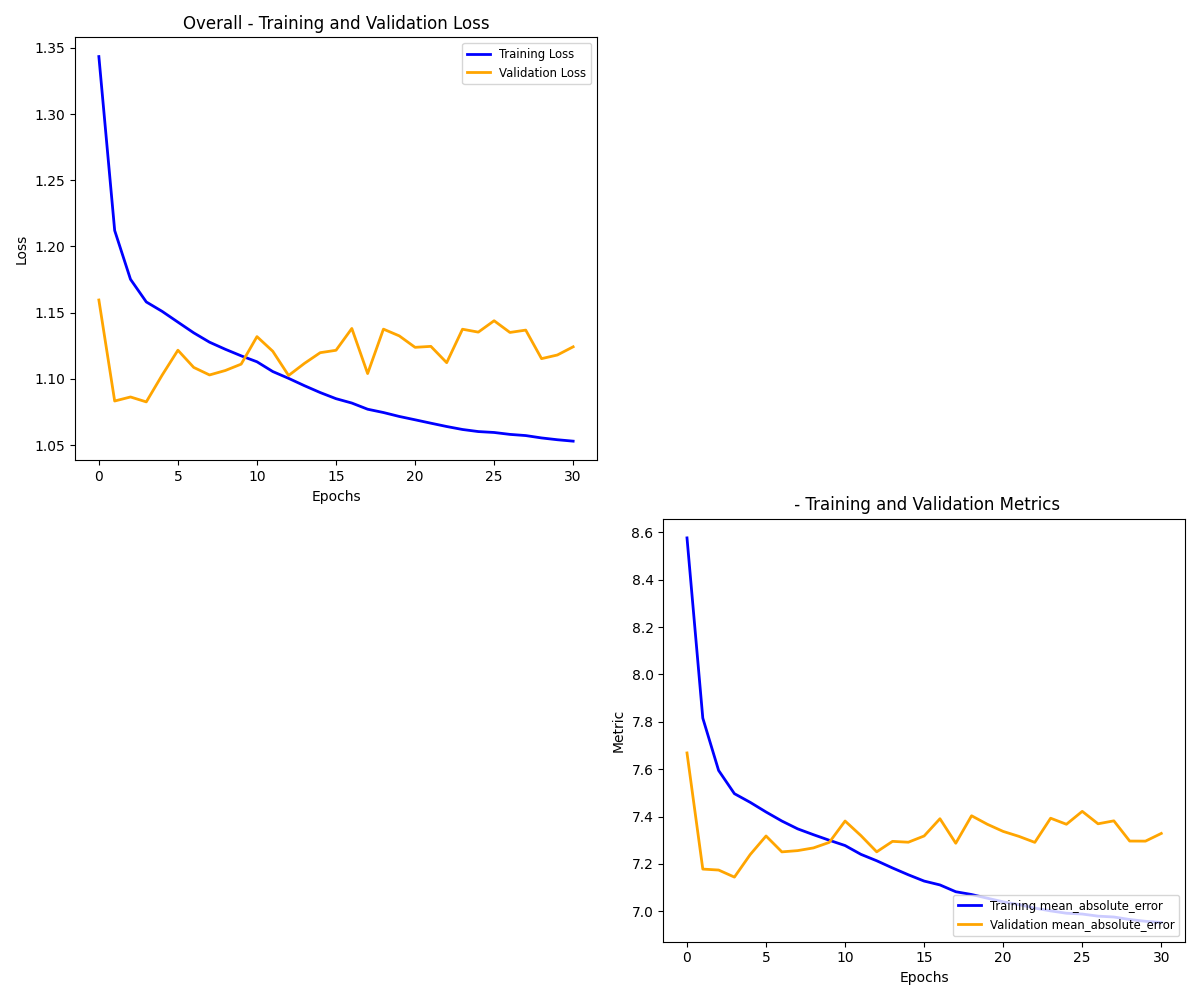 Overall - Training and Validation Loss
1.35
1.30
1.25
1.20
1.15
1.10
1.05
Loss
Training Loss
Validation Loss
0 5 10 15 20 25 30
Epochs
- Training and Validation Metrics
8.6
8.4
8.2
8.0
7.8
7.6
7.4
7.2
7.0
Metric
Training mean_absolute_error
Validation mean_absolute_error
0 5 10 15 20 25 30
Epochs